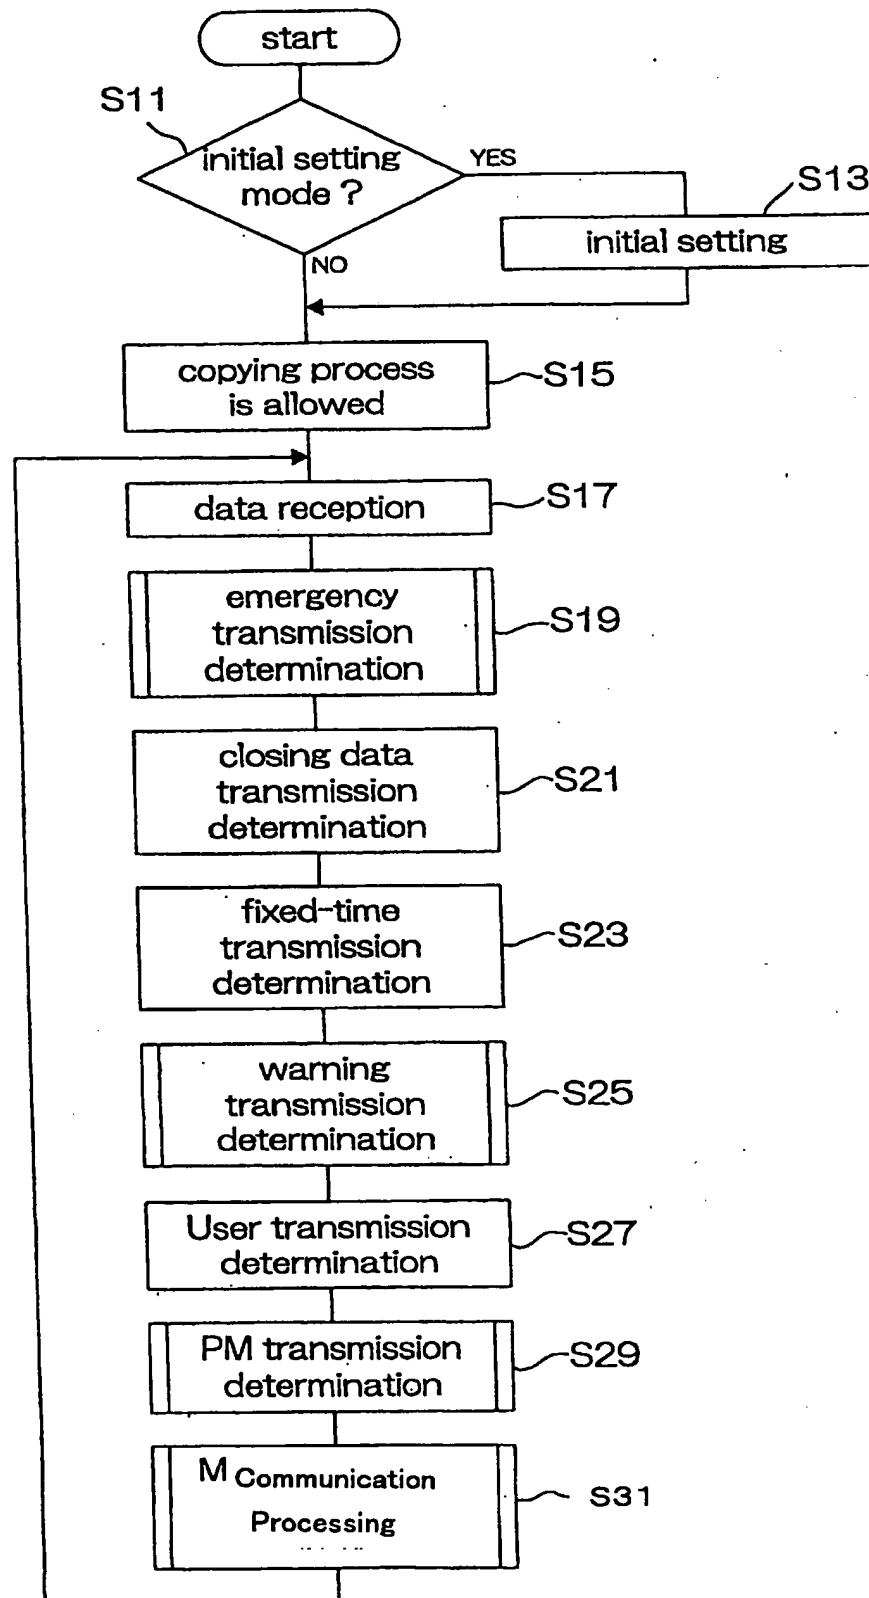 start
S11
initial setting
mode ?
YES
S13
initial setting
NO
copying process
is allowed
S15
data reception
S17
emergency
transmission
determination
S19
closing data
transmission
determination
S21
fixed-time
transmission
determination
S23
warning
transmission
determination
S25
User transmission
determination
S27
PM transmission
determination
S29
M Communication
Processing
S31